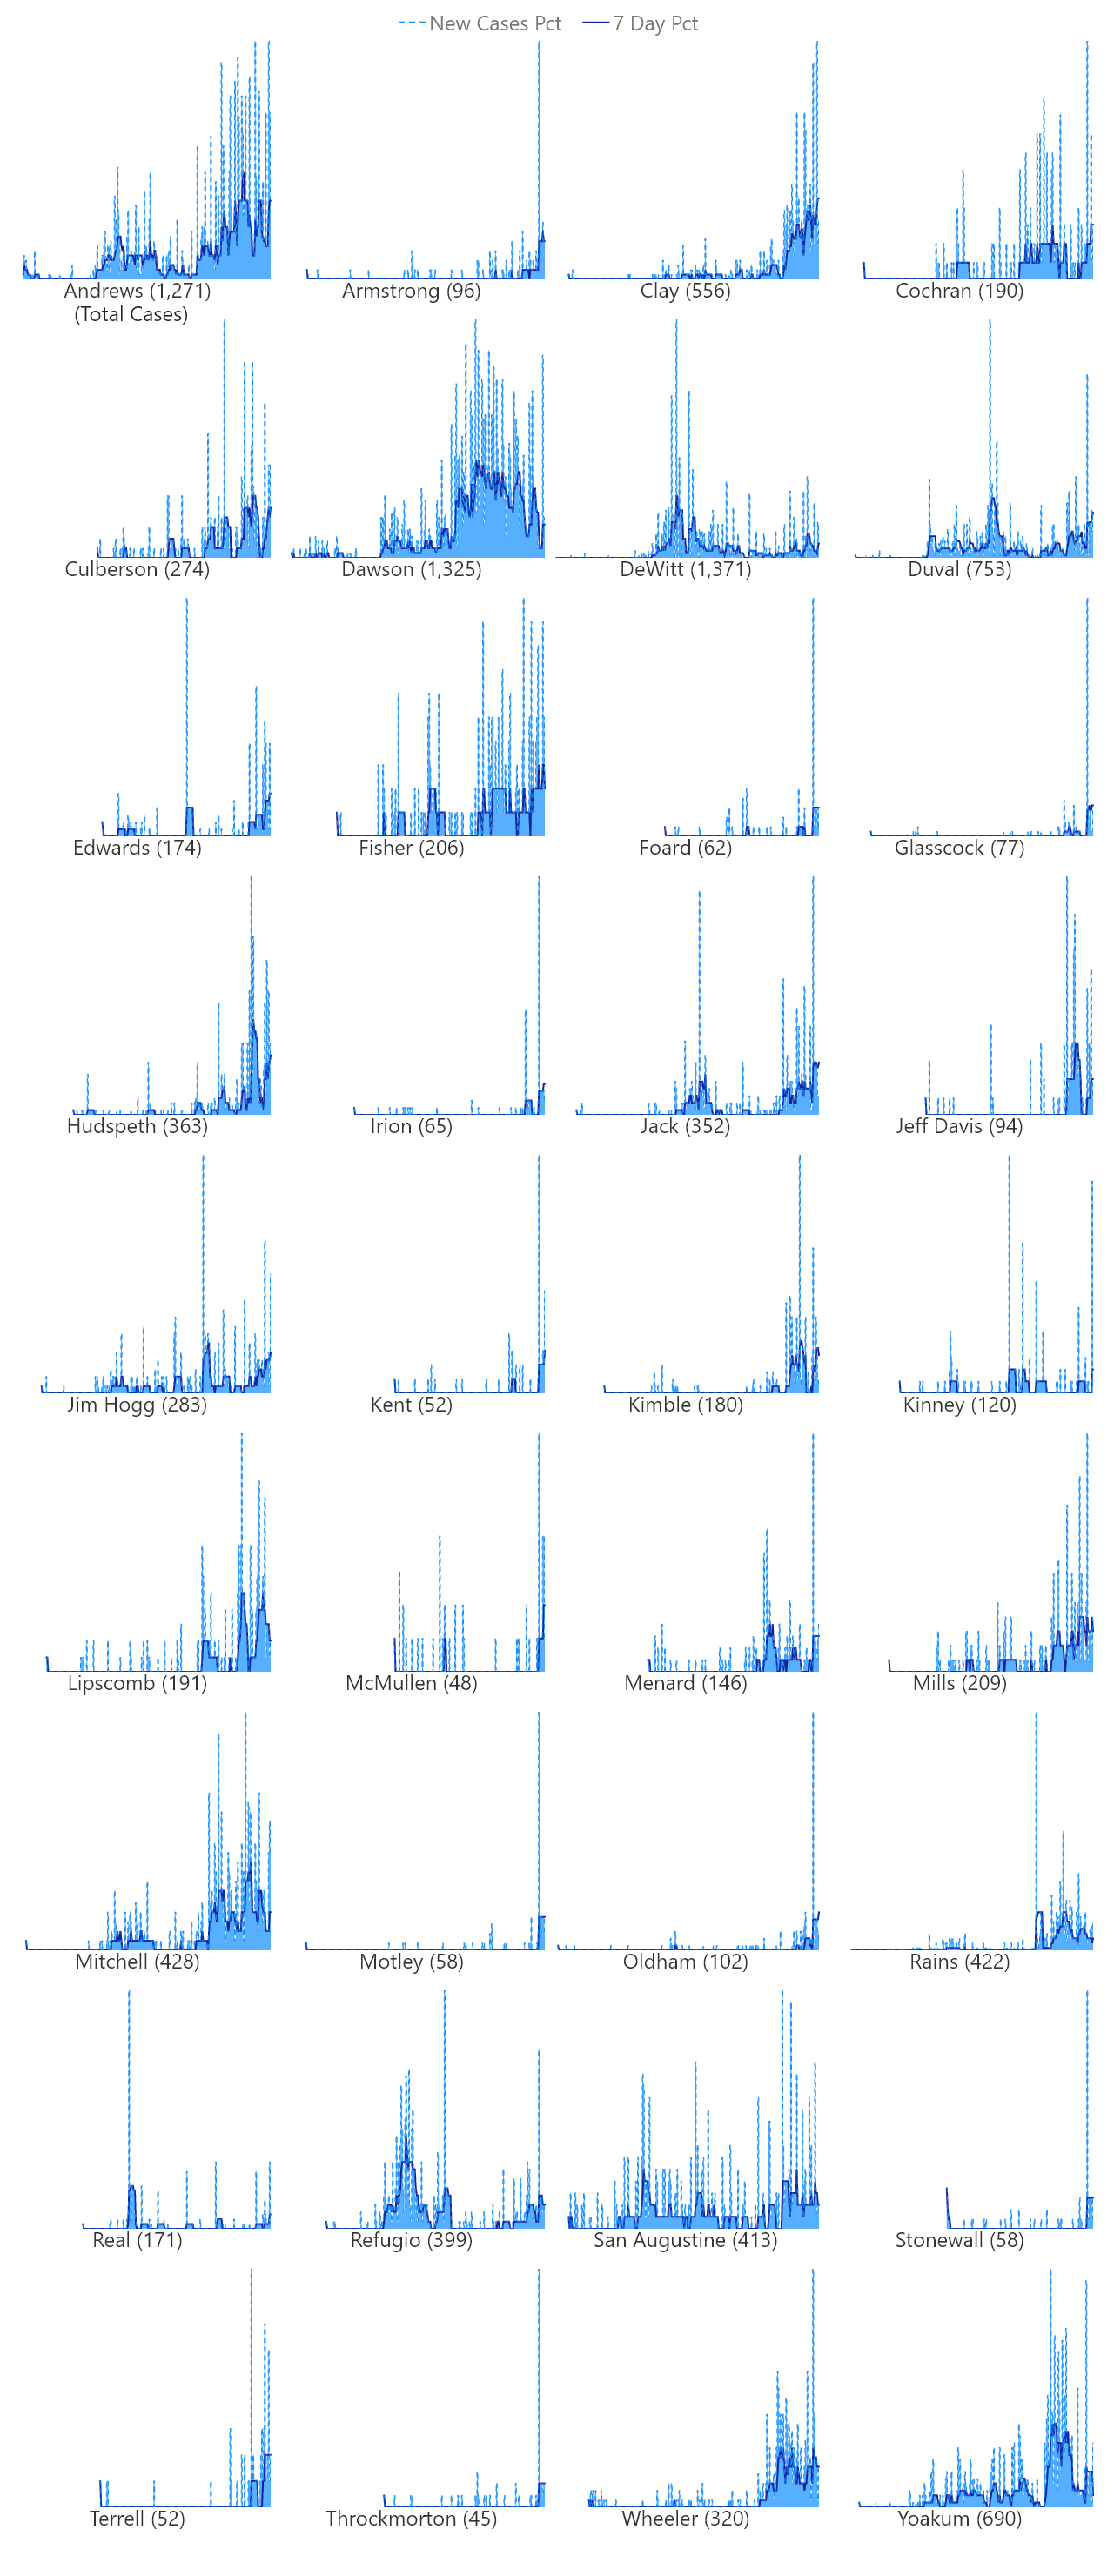 New Cases Pct 7 Day Pct
Andrews (1,271) Armstrong (96) Clay (556) Cochran (190)
(Total Cases)
Culberson (274) Dawson (1,325) DeWitt (1,371) Duval (753)
Edwards (174) Fisher (206) Foard (62) Glasscock (77)
Hudspeth (363) Irion (65) Jack (352) Jeff Davis (94)
Jim Hogg (283) Kent (52) Kimble (180) Kinney (120)
Lipscomb (191) McMullen (48) Menard (146) Mills (209)
Mitchell (428) Motley (58) Oldham (102) Rains (422)
Real (171) Refugio (399) San Augustine (413) Stonewall (58)
Terrell (52) Throckmorton (45) Wheeler (320) Yoakum (690)